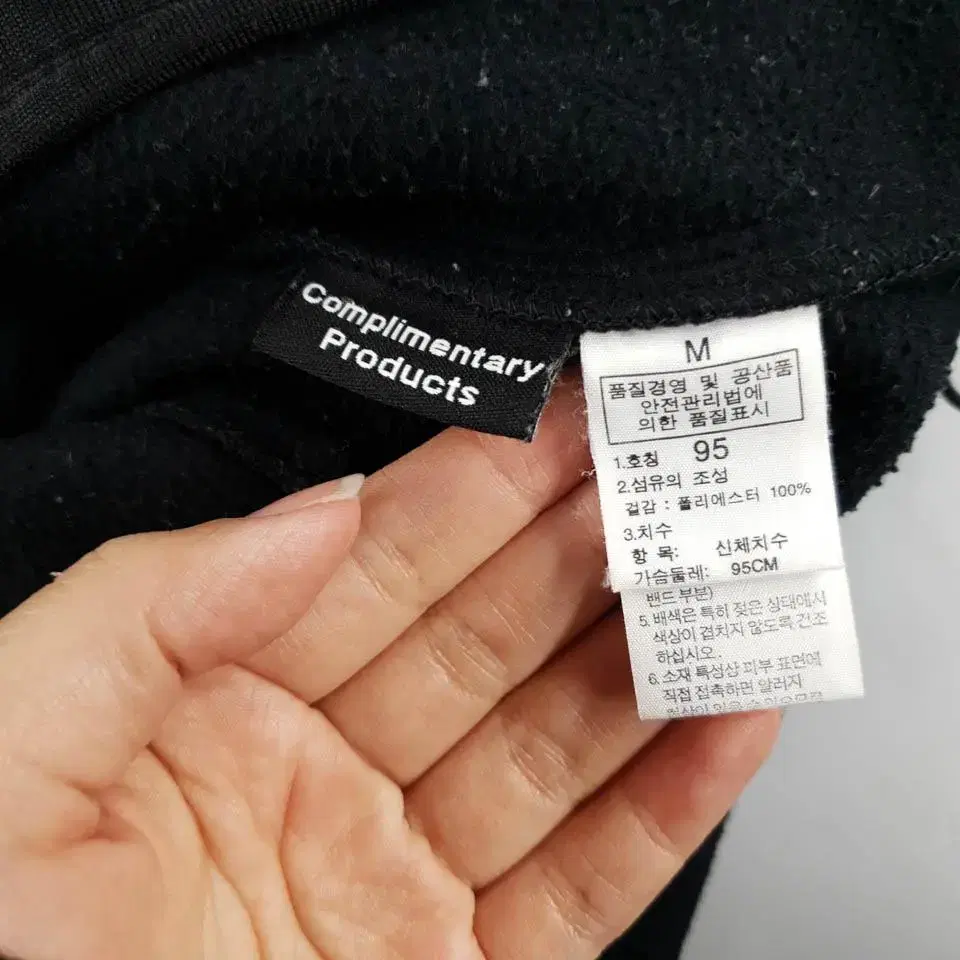 Complimentary
Products
M
품질경영 및 공산품
안전관리법에
의한 품질표시
1.호칭 95
2.섬유의 조성
겉감 : 폴리에스터 100%
3.치수
항 목: 신체치수
가슴둘레: 95CM
밴드부분)
5. 배색은 특히 젖은 상태에서
색상이 겹치지 않도록 건조
하십시오.
6. 소재 특성상 피부 표면에
직접 접촉하면 알러지